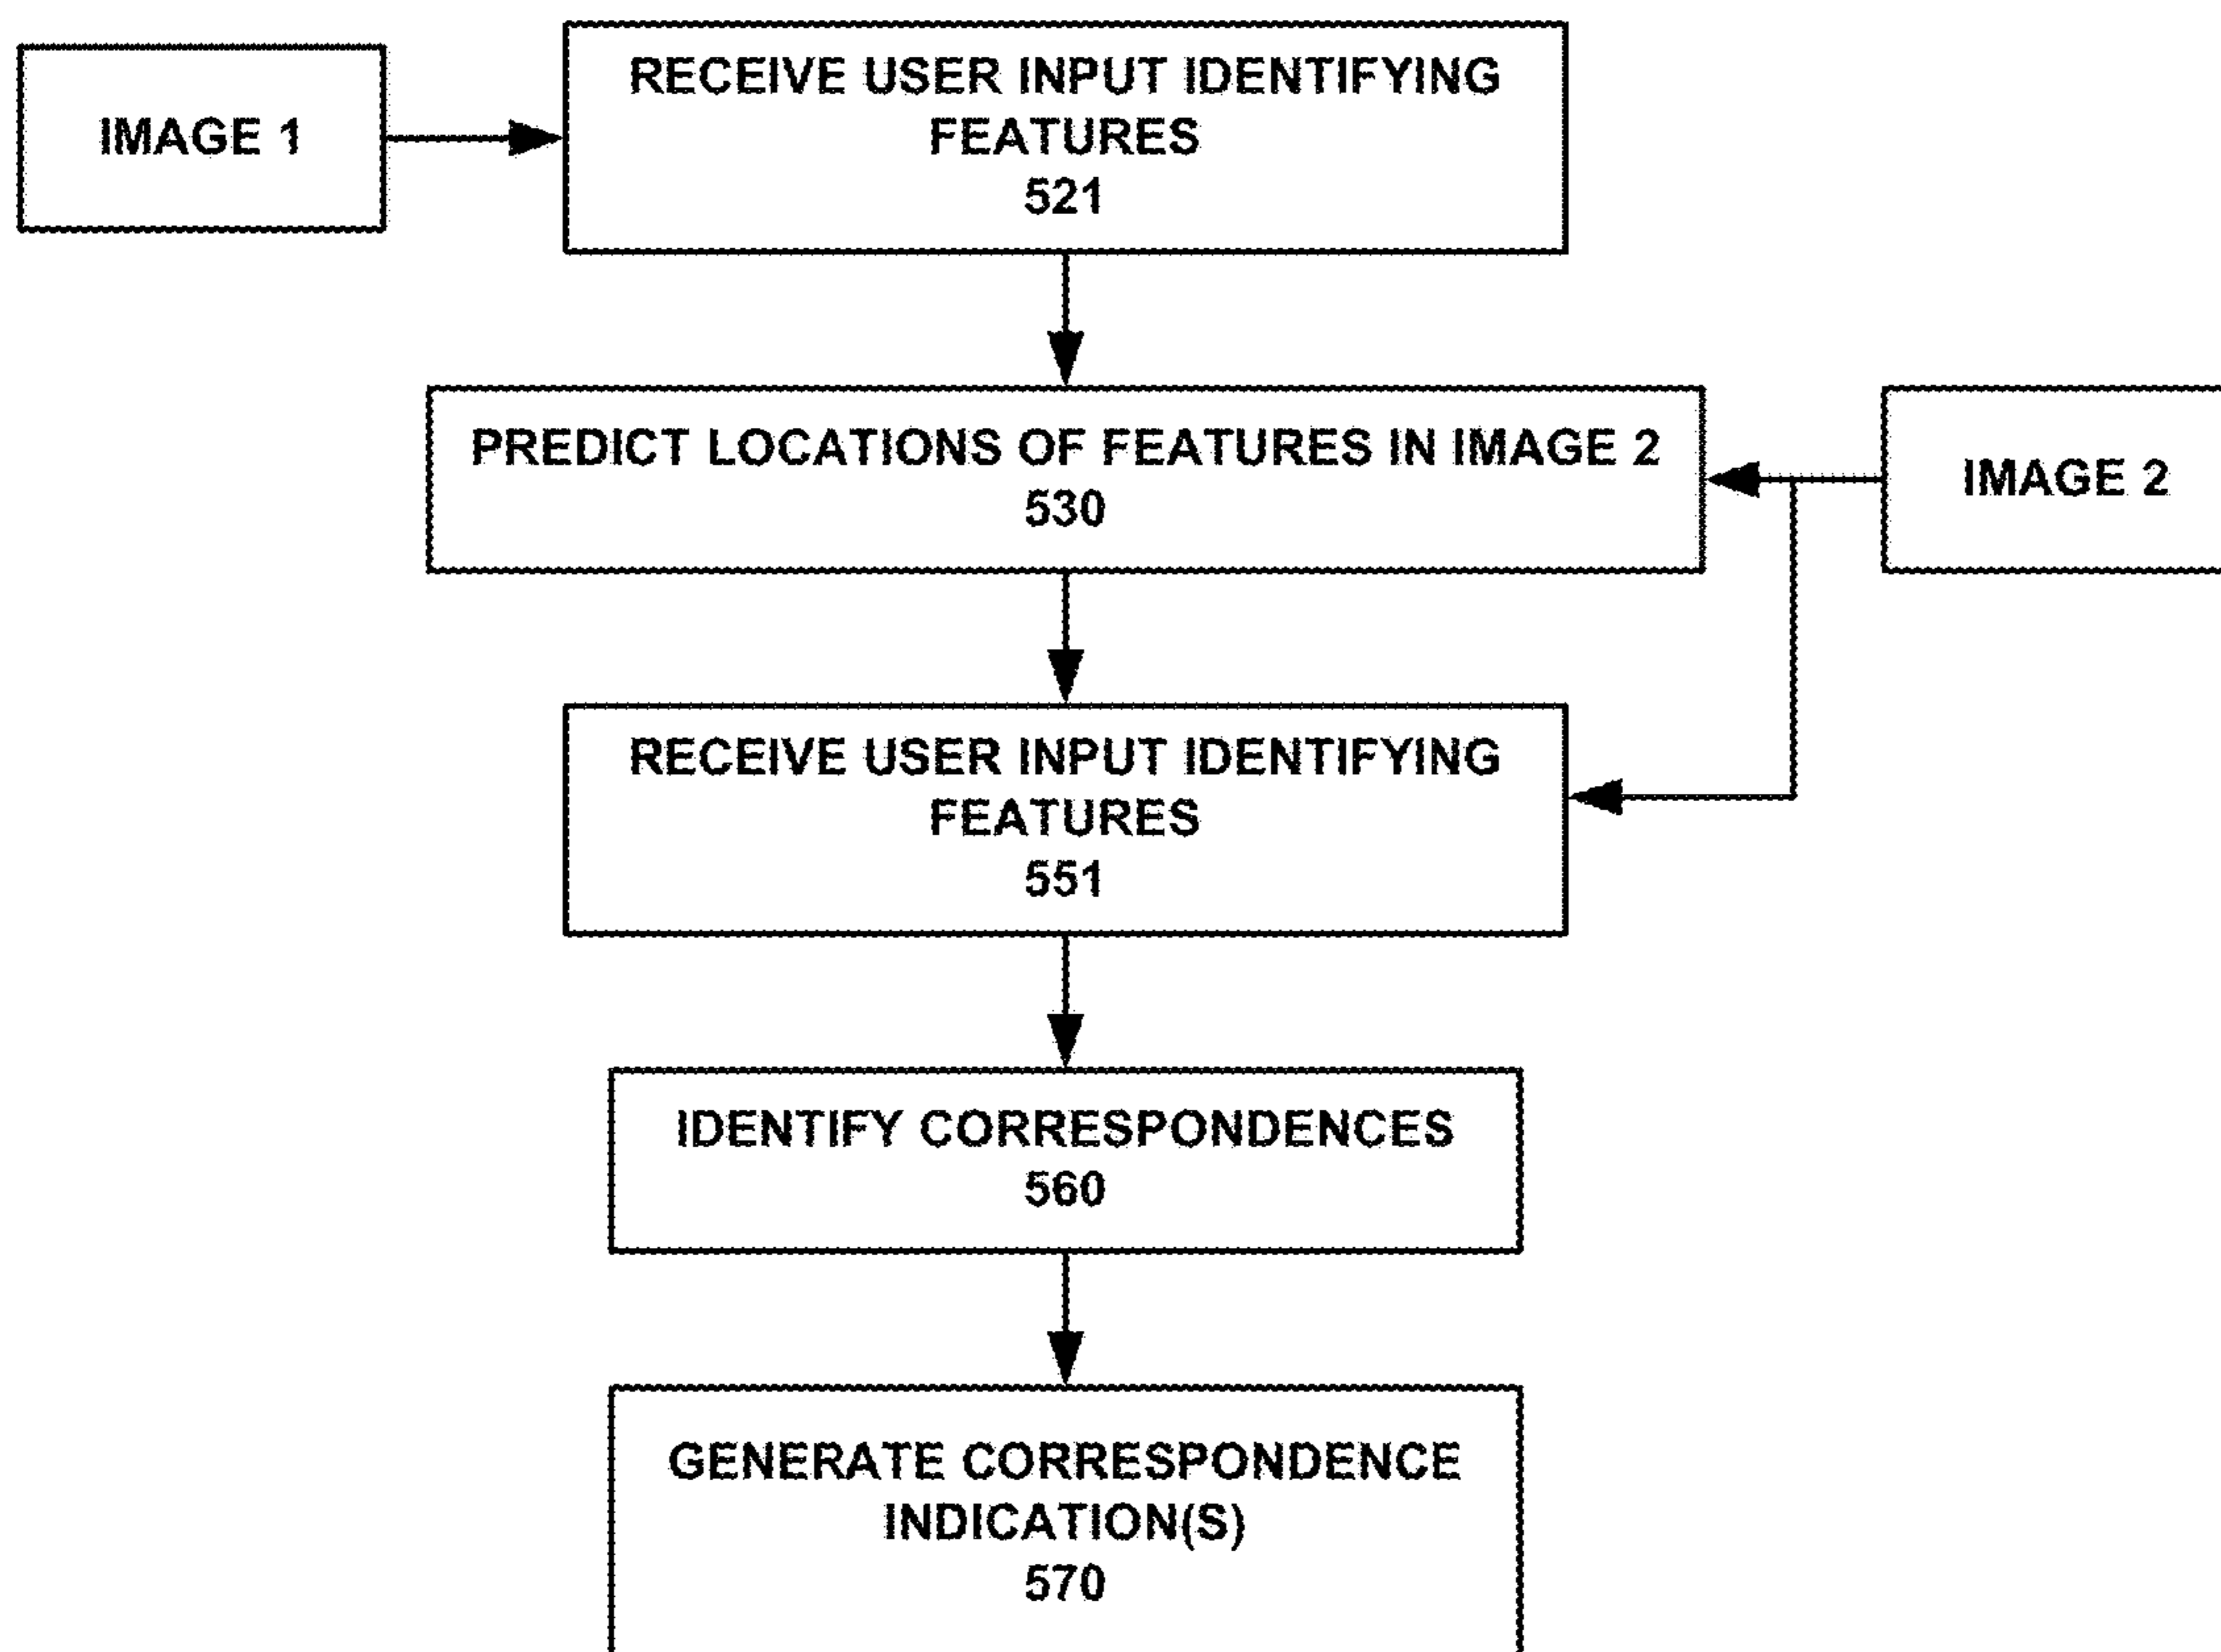 IMAGE 1
RECEIVE USER INPUT IDENTIFYING
FEATURES
521
PREDICT LOCATIONS OF FEATURES IN IMAGE 2
530
IMAGE 2
RECEIVE USER INPUT IDENTIFYING
FEATURES
551
IDENTIFY CORRESPONDENCES
560
GENERATE CORRESPONDENCE
INDICATION(S)
570